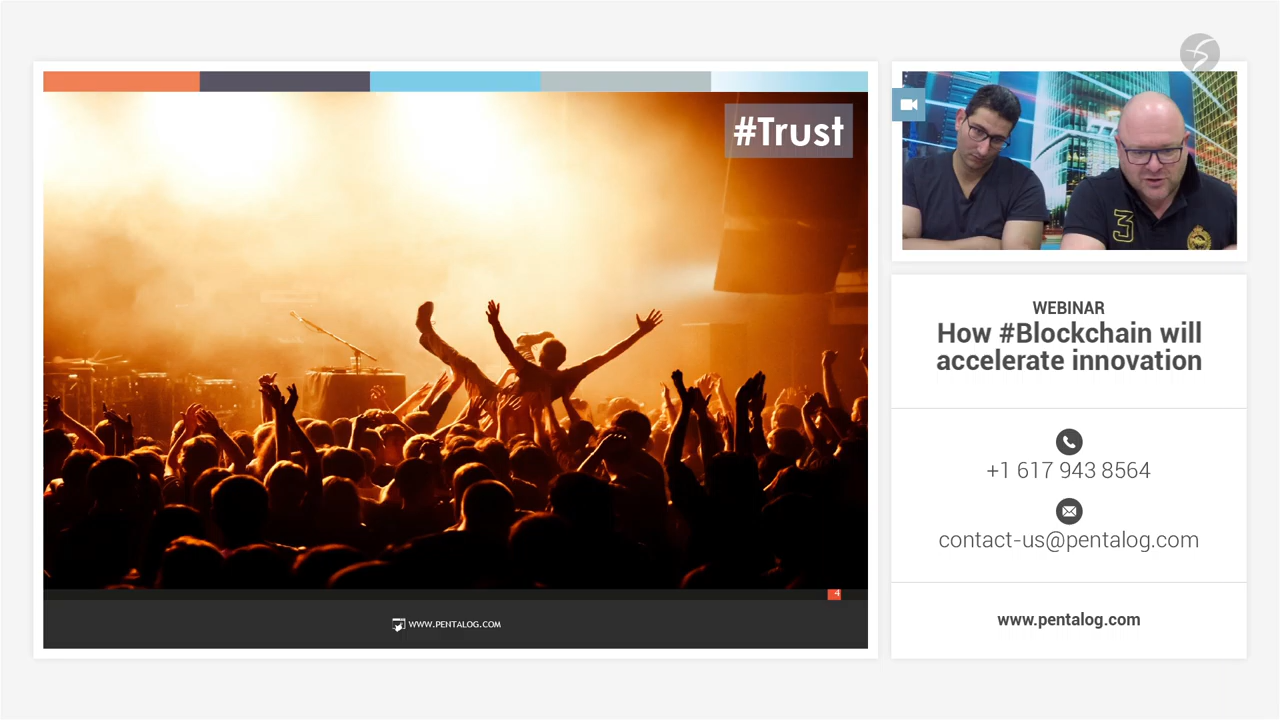 #Trust
4
WWW.PENTALOG.COM
3
WEBINAR
How #Blockchain will
accelerate innovation
+1 617 943 8564
contact-us@pentalog.com
www.pentalog.com